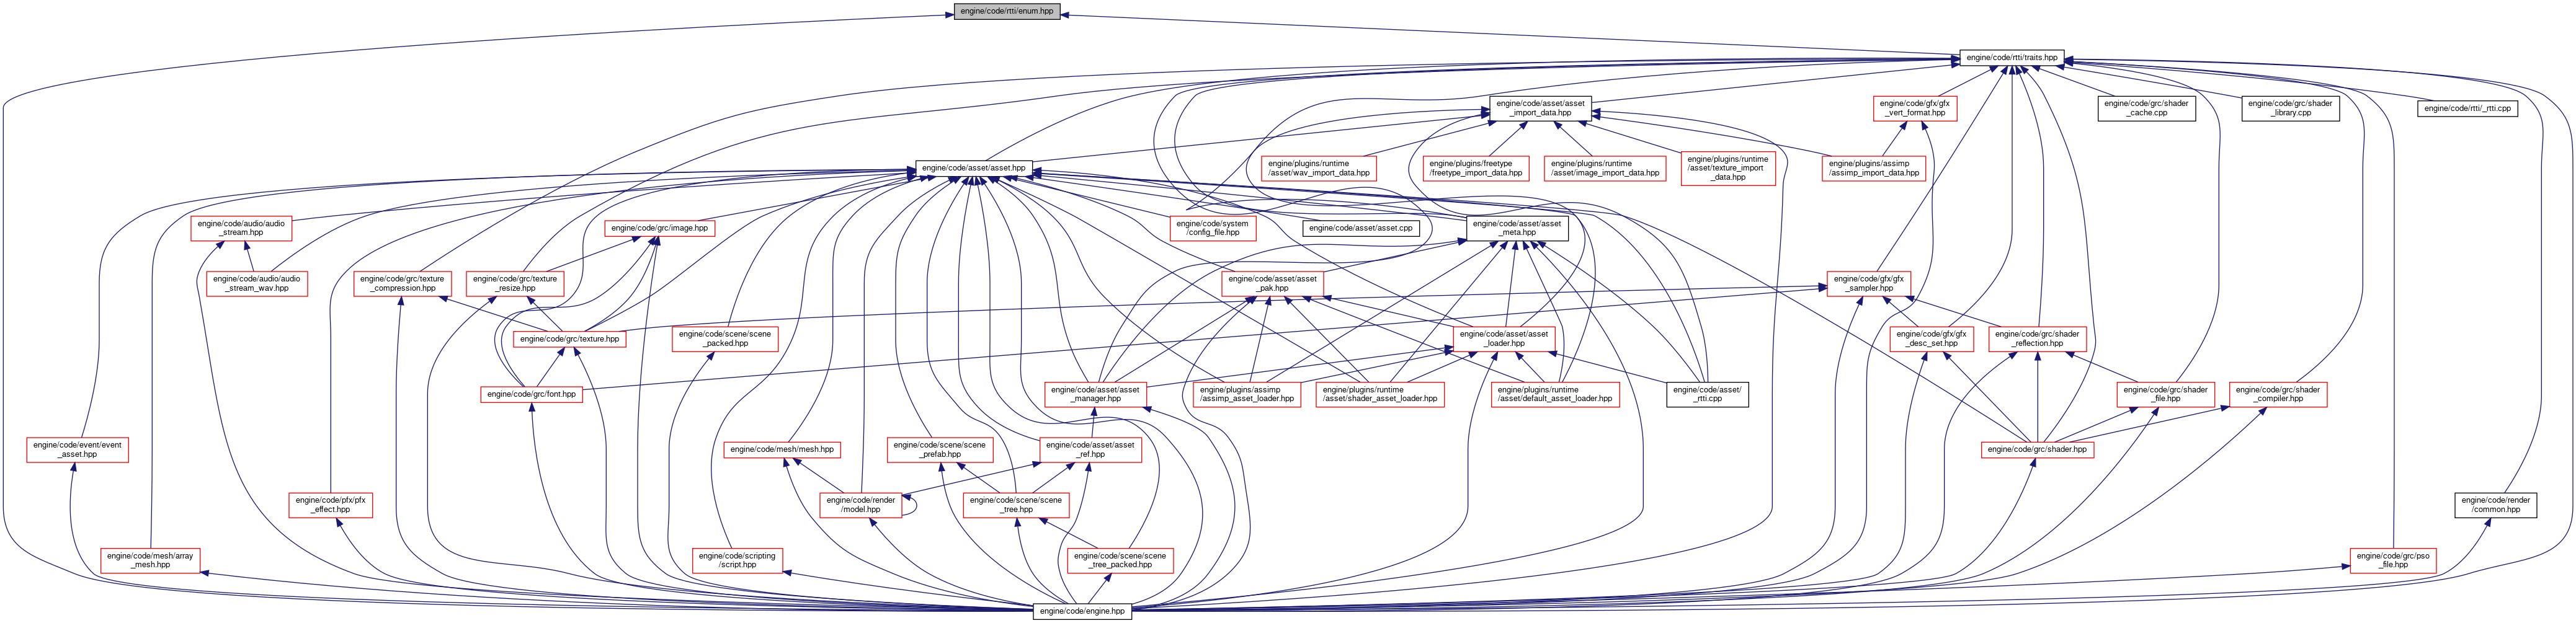 engine/code/rtti/enum.hpp
engine/code/rtti/traits.hpp
engine/code/asset/asset
_import_data.hpp
engine/code/gfx/gfx
_vert_format.hpp
engine/code/grc/shader
_cache.cpp
engine/code/grc/shader
_library.cpp
engine/code/rtti/_rtti.cpp
engine/code/asset/asset.hpp
engine/plugins/runtime
/asset/wav_import_data.hpp
engine/plugins/freetype
/freetype_import_data.hpp
engine/plugins/runtime
/asset/image_import_data.hpp
engine/plugins/runtime
/asset/texture_import
_data.hpp
engine/plugins/assimp
/assimp_import_data.hpp
engine/code/audio/audio
_stream.hpp
engine/code/grc/image.hpp
engine/code/system
/config_file.hpp
engine/code/asset/asset.cpp
engine/code/asset/asset
_meta.hpp
engine/code/audio/audio
_stream_wav.hpp
engine/code/grc/texture
_compression.hpp
engine/code/grc/texture
_resize.hpp
engine/code/asset/asset
_pak.hpp
engine/code/gfx/gfx
_sampler.hpp
engine/code/grc/texture.hpp
engine/code/scene/scene
_packed.hpp
engine/code/asset/asset
_loader.hpp
engine/code/gfx/gfx
_desc_set.hpp
engine/code/grc/shader
_reflection.hpp
engine/code/grc/font.hpp
engine/code/asset/asset
_manager.hpp
engine/plugins/assimp
/assimp_asset_loader.hpp
engine/plugins/runtime
/asset/shader_asset_loader.hpp
engine/plugins/runtime
/asset/default_asset_loader.hpp
engine/code/asset/
_rtti.cpp
engine/code/grc/shader
_file.hpp
engine/code/grc/shader
_compiler.hpp
engine/code/event/event
_asset.hpp
engine/code/mesh/mesh.hpp
engine/code/scene/scene
_prefab.hpp
engine/code/asset/asset
_ref.hpp
engine/code/grc/shader.hpp
engine/code/pfx/pfx
_effect.hpp
engine/code/render
/model.hpp
engine/code/scene/scene
_tree.hpp
engine/code/render
/common.hpp
engine/code/mesh/array
_mesh.hpp
engine/code/scripting
/script.hpp
engine/code/scene/scene
_tree_packed.hpp
engine/code/grc/pso
_file.hpp
engine/code/engine.hpp